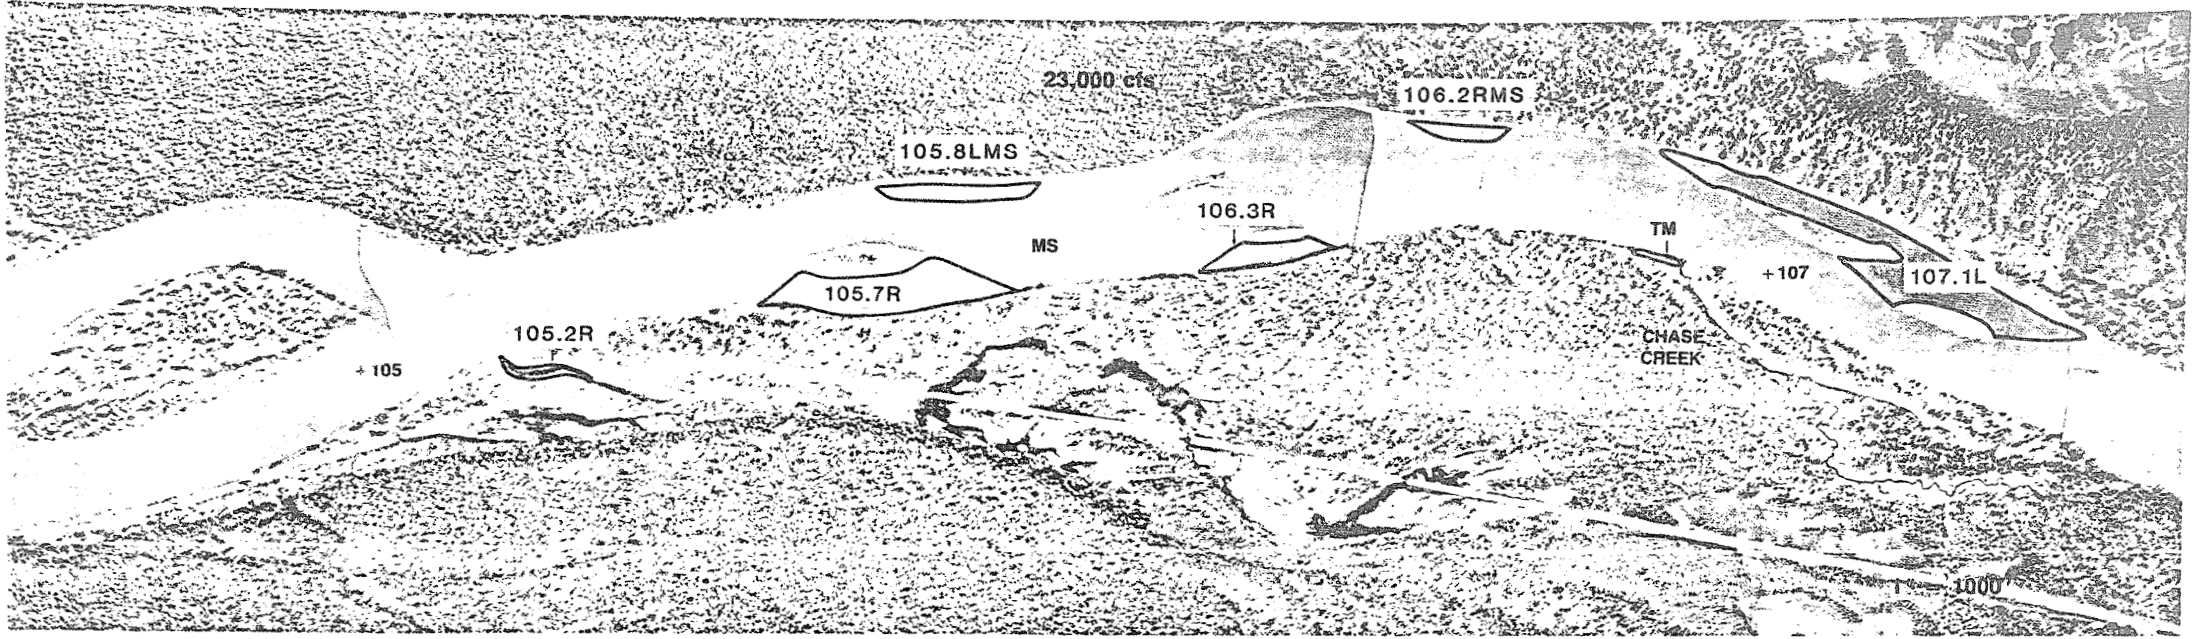 23,000 cfs
106.2RMS
105.8LMS
106.3R
TM
MS
+107
107.1L
105.7R
105.2R
CHASE
CREEK
+105
1000'